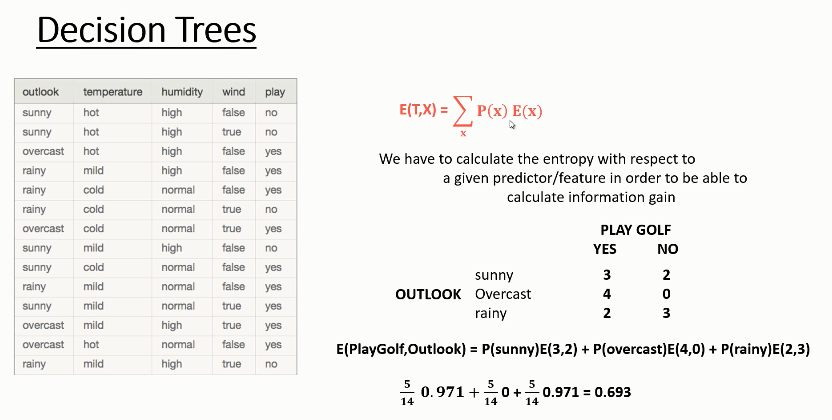 Decision Trees
outlook temperature humidity wind play
sunny hot high false no
sunny hot high true no
overcast hot high false yes
rainy mild high false yes
rainy cold normal false yes
rainy cold normal true no
overcast cold normal true yes
sunny mild high false no
sunny cold normal false yes
rainy mild normal false yes
sunny mild normal true yes
overcast mild high true yes
overcast hot normal false yes
rainy mild high true no
E(T,X) = ∑ P(x) E(x)
x
We have to calculate the entropy with respect to
a given predictor/feature in order to be able to
calculate information gain
PLAY GOLF
YES NO
sunny 3 2
OUTLOOK Overcast 4 0
rainy 2 3
E(PlayGolf,Outlook) = P(sunny)E(3,2) + P(overcast)E(4,0) + P(rainy)E(2,3)
5/14 0.971 + 5/14 0 + 5/14 0.971 = 0.693